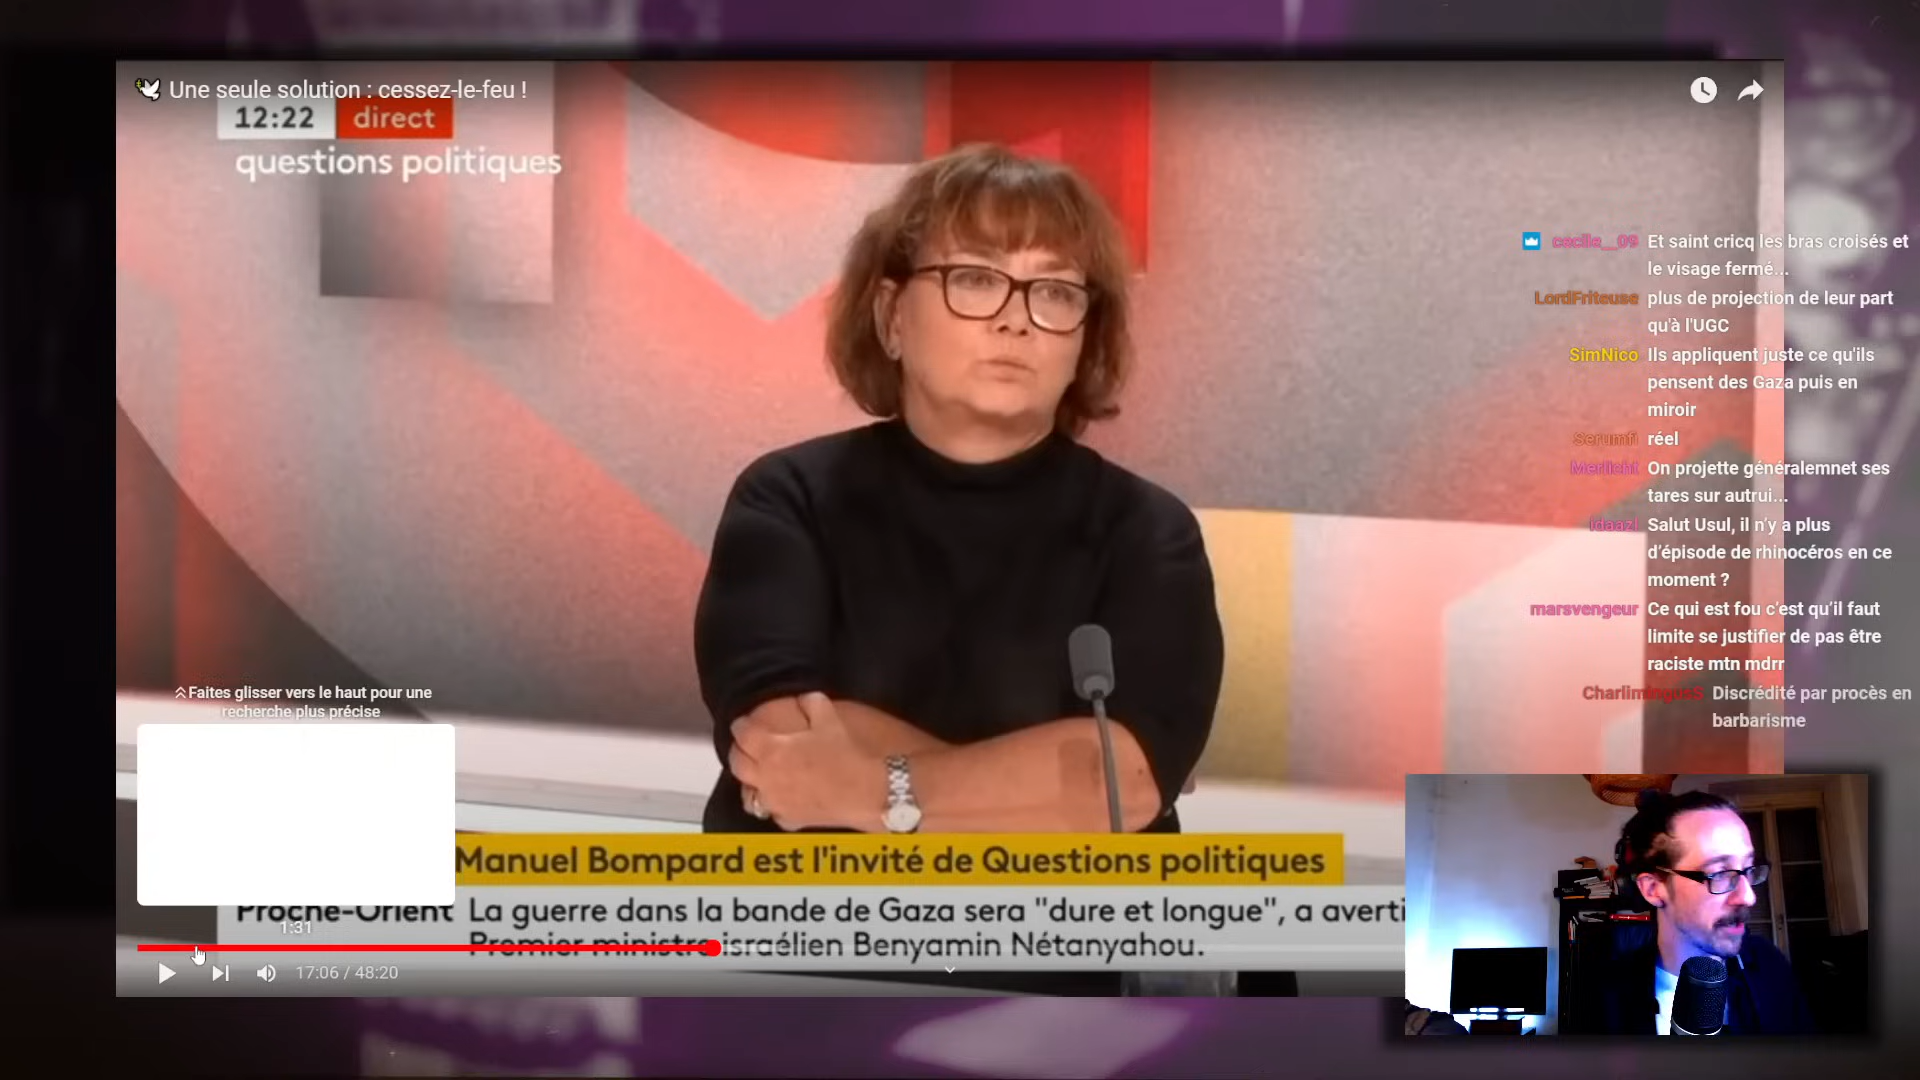 Une seule solution : cessez-le-feu !
12:22 direct
questions politiques
cecile__09 Et saint cricq les bras croisés et
le visage fermé...
LordFriteuse plus de projection de leur part
qu'à l'UGC
SimNico Ils appliquent juste ce qu'ils
pensent des Gaza puis en
miroir
Serumfi réel
Merlicht On projette généralemnet ses
tares sur autrui...
Salut Usul, il n'y a plus
d'épisode de rhinocéros en ce
moment ?
marsvengeur Ce qui est fou c'est qu'il faut
limite se justifier de pas être
raciste mtn mdrr
Discrédité par procès en
barbarisme
Faites glisser vers le haut pour une
recherche plus précise
Manuel Bompard est l'invité de Questions politiques
Proche-Orient La guerre dans la bande de Gaza sera "dure et longue", a averti
1:31
Premier ministre israélien Benyamin Nétanyahou.
17:06 / 48:20